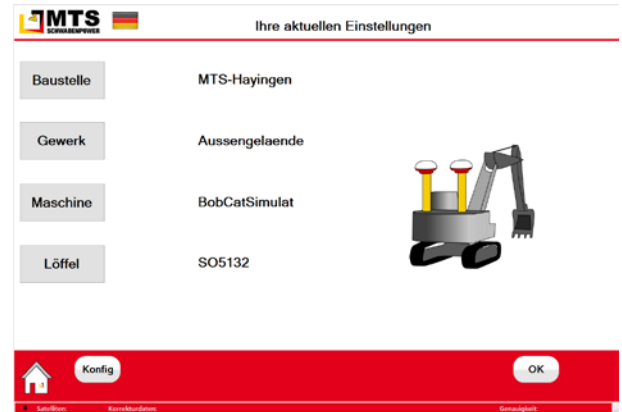 MTS
SCHWABENPOWER
Ihre aktuellen Einstellungen
Baustelle MTS-Hayingen
Gewerk Aussengelaende
Maschine BobCatSimulat
Löffel SO5132
Konfig OK
Satelliten: Korrekturdaten: Genauigkeit: